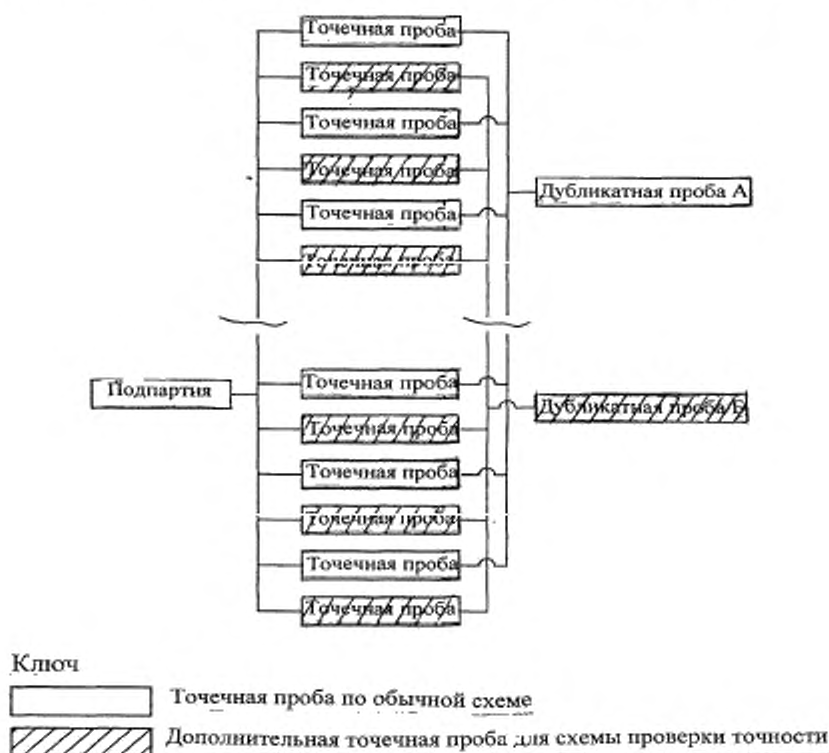 Точечная проба
Точечная проба
Точечная проба
Точечная проба
Дубликатная проба А
Точечная проба
Точечная проба
Точечная проба
Подпартия
Дубликатная проба Б
Точечная проба
Точечная проба
Точечная проба
Точечная проба
Точечная проба
Ключ
Точечная проба по обычной схеме
Дополнительная точечная проба для схемы проверки точности